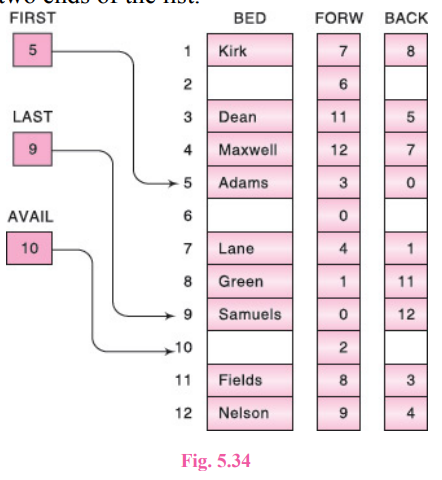 two ends of the list.
FIRST BED FORW BACK
5 1 Kirk 7 8
2 6
LAST 3 Dean 11 5
9 4 Maxwell 12 7
5 Adams 3 0
AVAIL 6 0
10 7 Lane 4 1
8 Green 1 11
9 Samuels 0 12
10 2
11 Fields 8 3
12 Nelson 9 4
Fig. 5.34